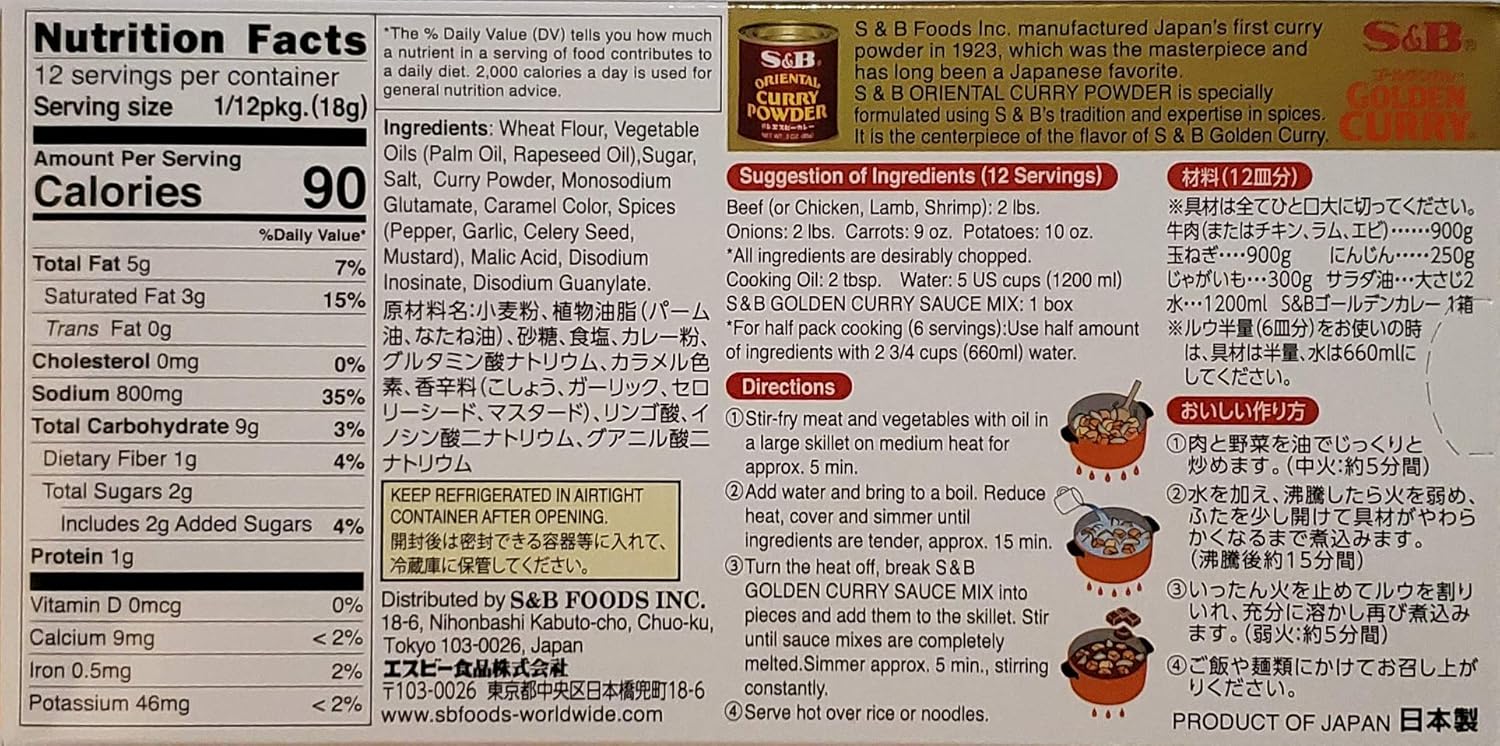 Nutrition Facts
12 servings per container
Serving size 1/12pkg.(18g)
Amount Per Serving
Calories 90
%Daily Value*
Total Fat 5g 7%
Saturated Fat 3g 15%
Trans Fat 0g
Cholesterol 0mg 0%
Sodium 800mg 35%
Total Carbohydrate 9g 3%
Dietary Fiber 1g 4%
Total Sugars 2g
Includes 2g Added Sugars 4%
Protein 1g
Vitamin D 0mcg 0%
Calcium 9mg < 2%
Iron 0.5mg 2%
Potassium 46mg < 2%
*The % Daily Value (DV) tells you how much
a nutrient in a serving of food contributes to
a daily diet. 2,000 calories a day is used for
general nutrition advice.
Ingredients: Wheat Flour, Vegetable
Oils (Palm Oil, Rapeseed Oil),Sugar,
Salt, Curry Powder, Monosodium
Glutamate, Caramel Color, Spices
(Pepper, Garlic, Celery Seed,
Mustard), Malic Acid, Disodium
Inosinate, Disodium Guanylate.
原材料名:小麦粉、植物油脂(パーム
油、なたね油)、砂糖、食塩、カレー粉、
グルタミン酸ナトリウム、カラメル色
素、香辛料(こしょう、ガーリック、セロ
リーシード、マスタード)、リンゴ酸、イ
ノシン酸二ナトリウム、グアニル酸二
ナトリウム
KEEP REFRIGERATED IN AIRTIGHT
CONTAINER AFTER OPENING.
開封後は密封できる容器等に入れて、
冷蔵庫に保管してください。
Distributed by S&B FOODS INC.
18-6, Nihonbashi Kabuto-cho, Chuo-ku,
Tokyo 103-0026, Japan
エスビー食品株式会社
〒103-0026 東京都中央区日本橋兜町18-6
www.sbfoods-worldwide.com
S&B
ORIENTAL
CURRY
POWDER
S & B Foods Inc. manufactured Japan's first curry
powder in 1923, which was the masterpiece and
has long been a Japanese favorite.
S & B ORIENTAL CURRY POWDER is specially
formulated using S & B's tradition and expertise in spices.
It is the centerpiece of the flavor of S & B Golden Curry.
S&B®
ゴールデンカレー
GOLDEN
CURRY
Suggestion of Ingredients (12 Servings)
Beef (or Chicken, Lamb, Shrimp): 2 lbs.
Onions: 2 lbs. Carrots: 9 oz. Potatoes: 10 oz.
*All ingredients are desirably chopped.
Cooking Oil: 2 tbsp. Water: 5 US cups (1200 ml)
S&B GOLDEN CURRY SAUCE MIX: 1 box
*For half pack cooking (6 servings):Use half amount
of ingredients with 2 3/4 cups (660ml) water.
Directions
①Stir-fry meat and vegetables with oil in
a large skillet on medium heat for
approx. 5 min.
②Add water and bring to a boil. Reduce
heat, cover and simmer until
ingredients are tender, approx. 15 min.
③Turn the heat off, break S&B
GOLDEN CURRY SAUCE MIX into
pieces and add them to the skillet. Stir
until sauce mixes are completely
melted.Simmer approx. 5 min., stirring
constantly.
④Serve hot over rice or noodles.
材料(12皿分)
※具材は全てひと口大に切ってください。
牛肉(またはチキン、ラム、エビ)……900g
玉ねぎ‥‥900g にんじん……250g
じゃがいも…300g サラダ油…大さじ2
水…1200ml S&Bゴールデンカレー 1箱
※ルウ半量(6皿分)をお使いの時
は、具材は半量、水は660mlに
してください。
おいしい作り方
①肉と野菜を油でじっくりと
炒めます。(中火:約5分間)
②水を加え、沸騰したら火を弱め、
ふたを少し開けて具材がやわら
かくなるまで煮込みます。
(沸騰後約15分間)
③いったん火を止めてルウを割り
いれ、充分に溶かし再び煮込み
ます。(弱火:約5分間)
④ご飯や麺類にかけてお召し上が
りください。
PRODUCT OF JAPAN 日本製